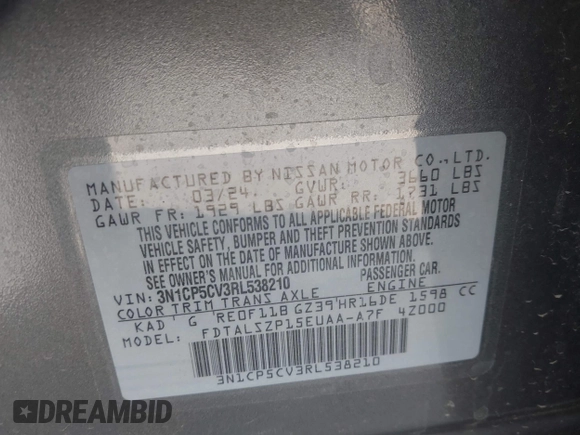 DREAMBID
MANUFACTURED BY NISSAN MOTOR CO.,LTD.
DATE: 03/24 GVWR: 3660 LBS
GAWR FR: 1929 LBS GAWR RR: 1731 LBS
THIS VEHICLE CONFORMS TO ALL APPLICABLE FEDERAL MOTOR
VEHICLE SAFETY, BUMPER AND THEFT PREVENTION STANDARDS
IN EFFECT ON THE DATE OF MANUFACTURE SHOWN ABOVE.
SEE OWNER'S MANUAL FOR ADDITIONAL INFORMATION.
VIN: 3N1CP5CV3RL538210 PASSENGER CAR.
COLOR TRIM TRANS AXLE ENGINE
KAD G RE0F11B GZ39 HR16DE 1598 CC
FDTALSZP15EUAA-A7F 4Z000
3N1CP5CV3RL538210
DREAMBID
DREAMBID